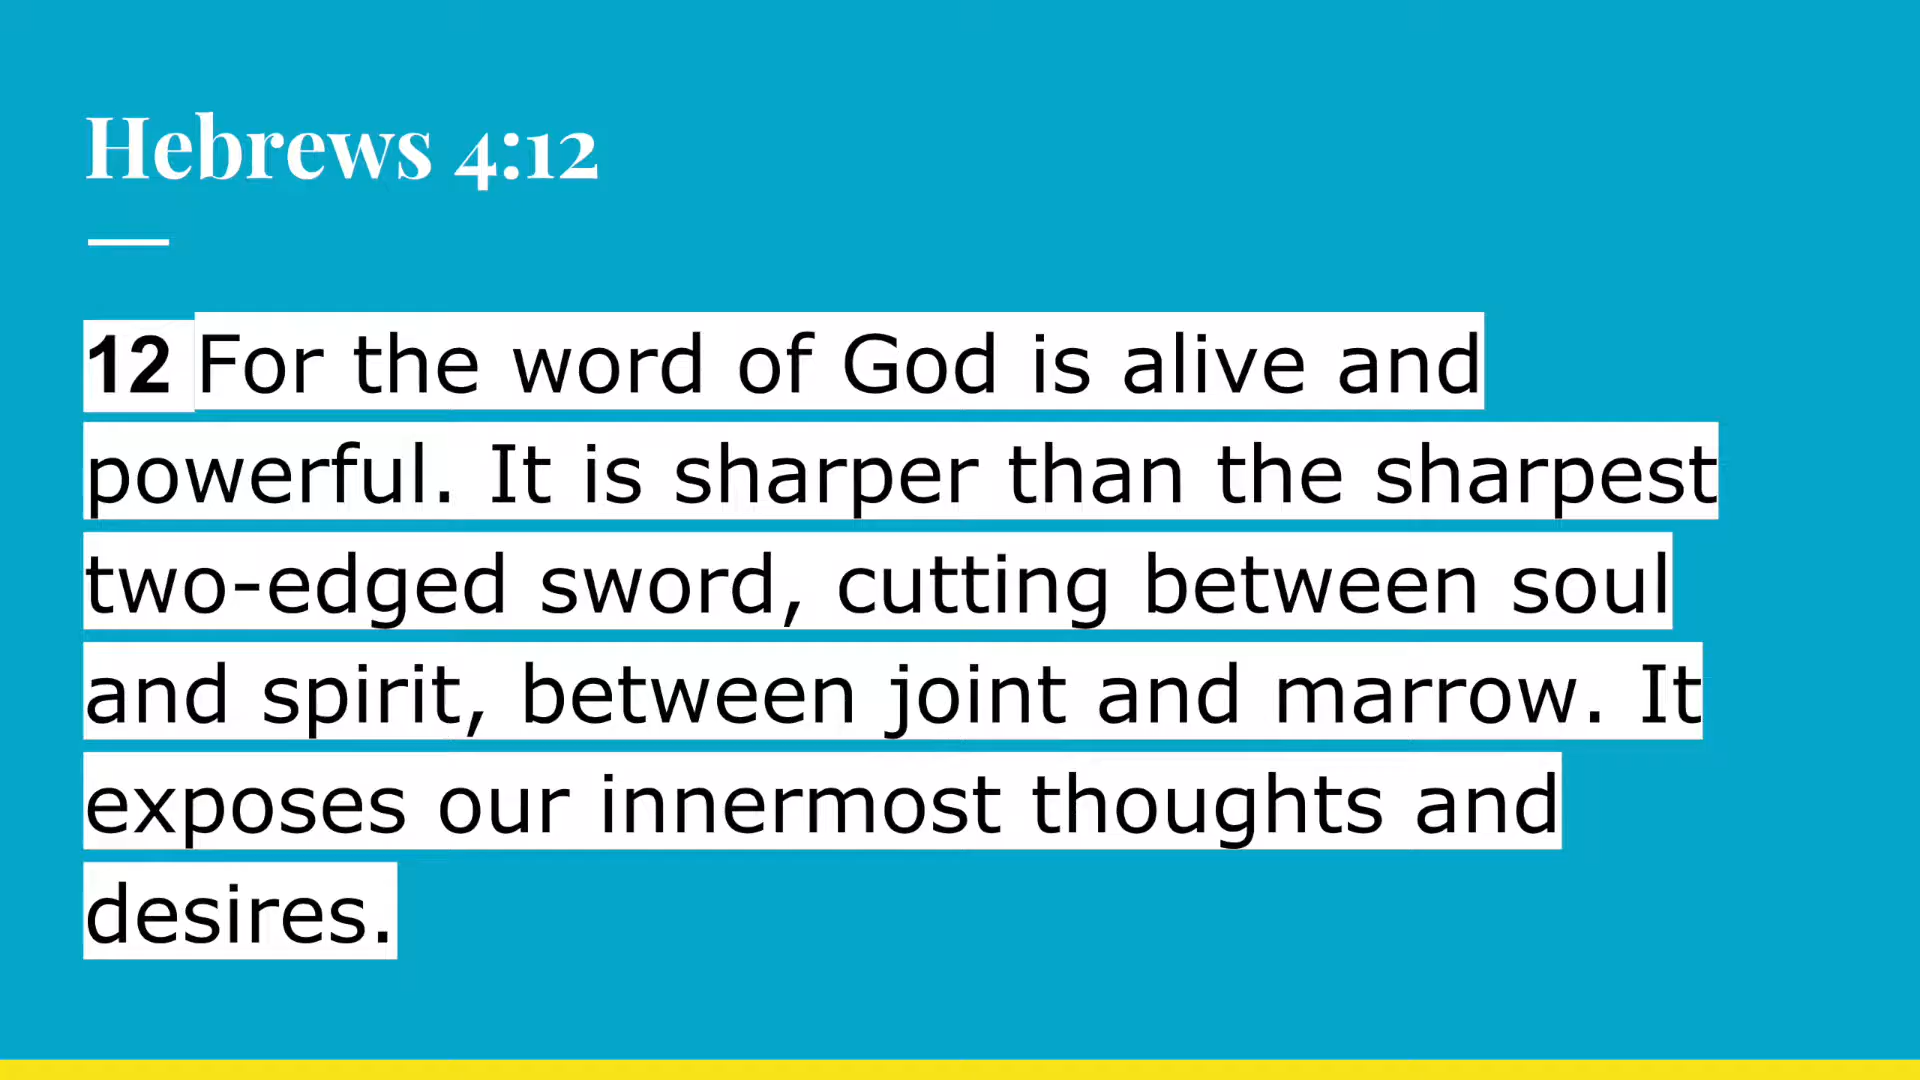 Hebrews 4:12
12 For the word of God is alive and
powerful. It is sharper than the sharpest
two-edged sword, cutting between soul
and spirit, between joint and marrow. It
exposes our innermost thoughts and
desires.